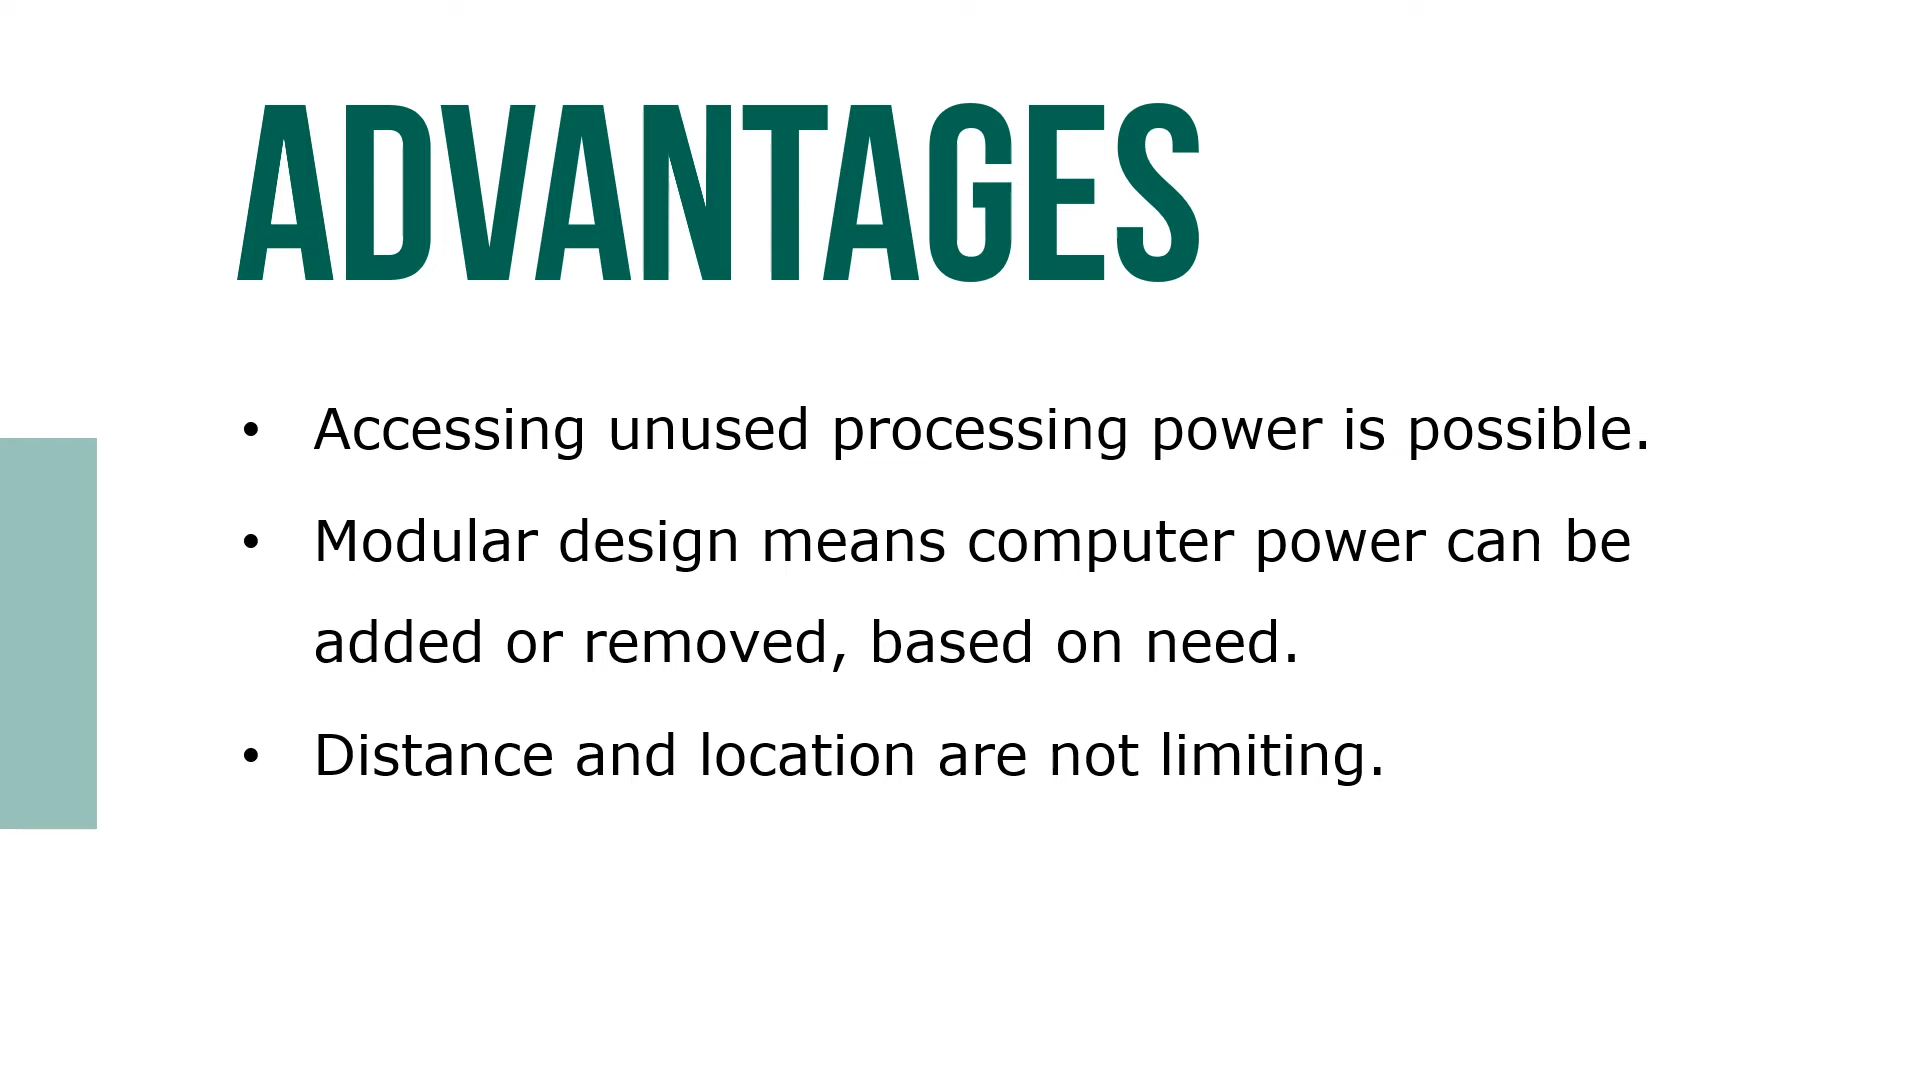 ADVANTAGES
• Accessing unused processing power is possible.
• Modular design means computer power can be
added or removed, based on need.
• Distance and location are not limiting.